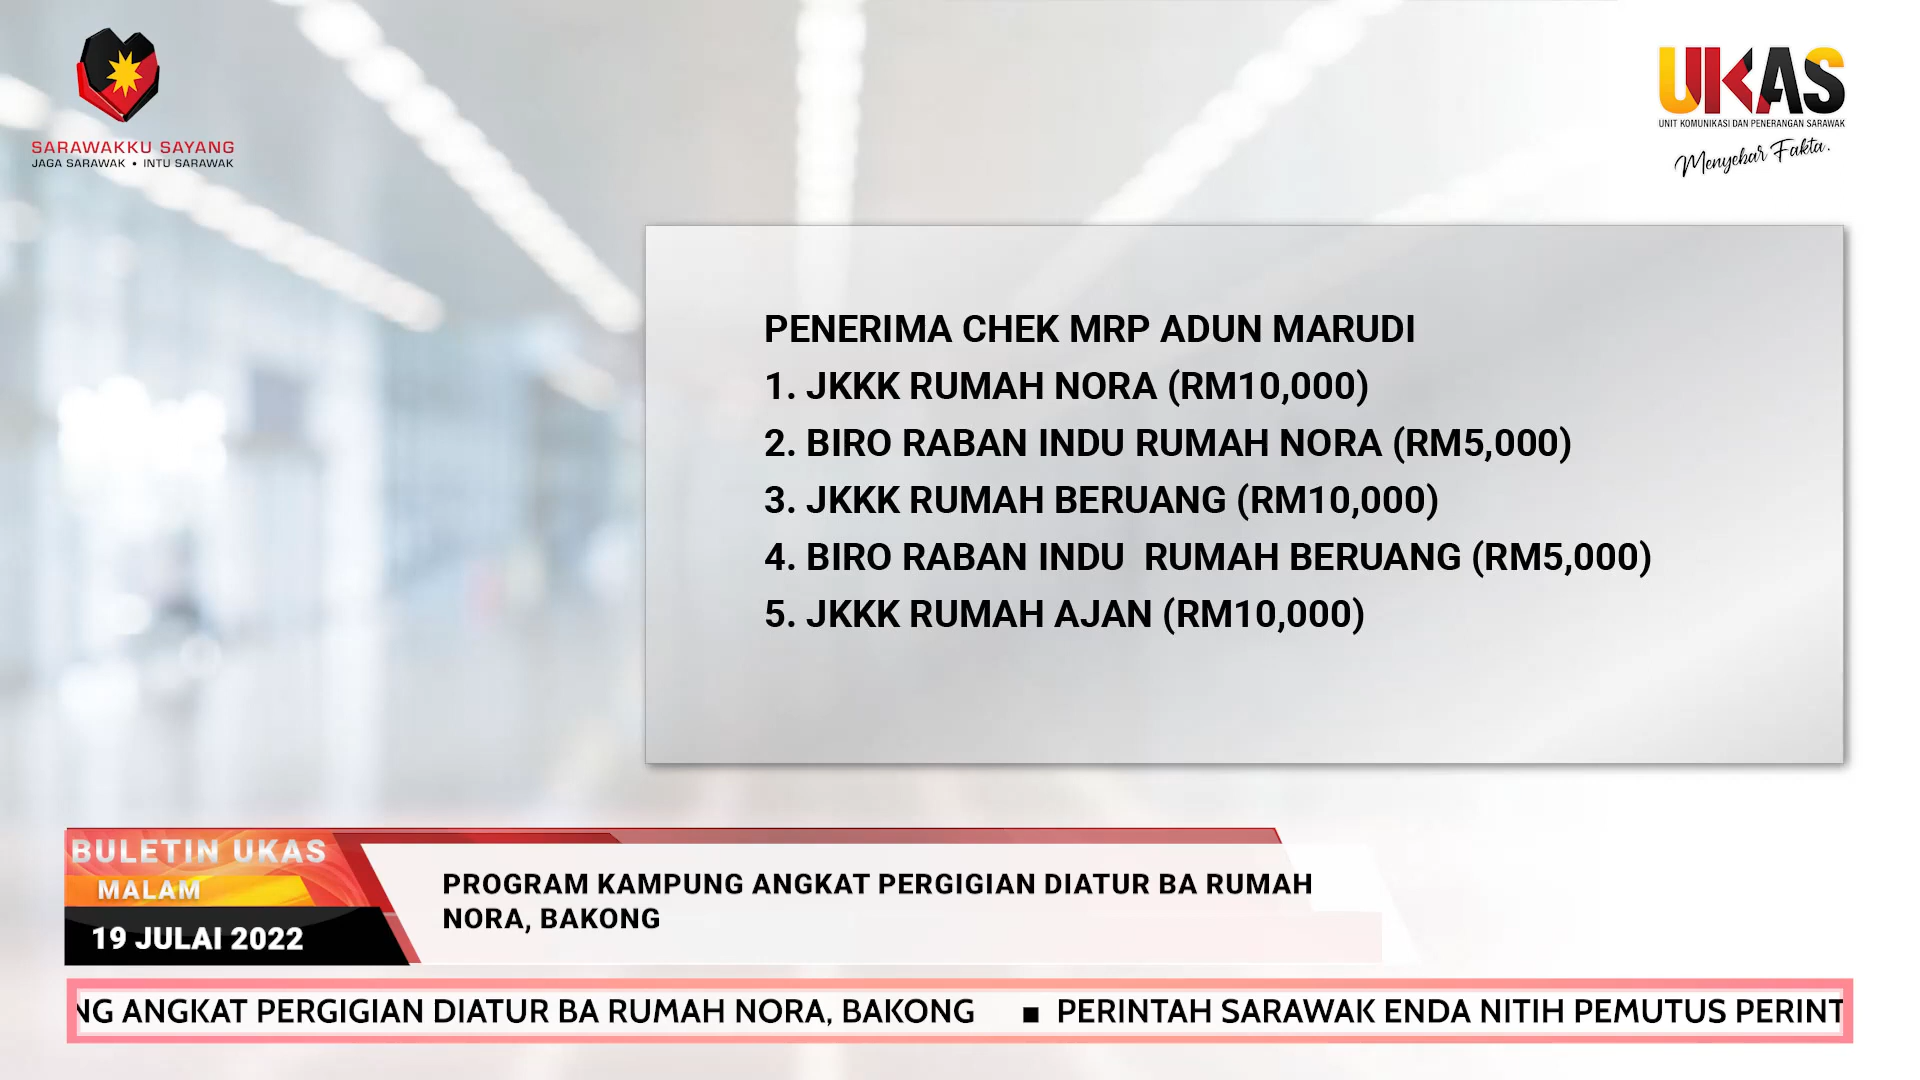 SARAWAKKU SAYANG
JAGA SARAWAK • INTU SARAWAK
UKAS
UNIT KOMUNIKASI DAN PENERANGAN SARAWAK
Menyebar Fakta.
PENERIMA CHEK MRP ADUN MARUDI
1. JKKK RUMAH NORA (RM10,000)
2. BIRO RABAN INDU RUMAH NORA (RM5,000)
3. JKKK RUMAH BERUANG (RM10,000)
4. BIRO RABAN INDU  RUMAH BERUANG (RM5,000)
5. JKKK RUMAH AJAN (RM10,000)
BULETIN UKAS
MALAM
19 JULAI 2022
PROGRAM KAMPUNG ANGKAT PERGIGIAN DIATUR BA RUMAH
NORA, BAKONG
NG ANGKAT PERGIGIAN DIATUR BA RUMAH NORA, BAKONG ■ PERINTAH SARAWAK ENDA NITIH PEMUTUS PERINT